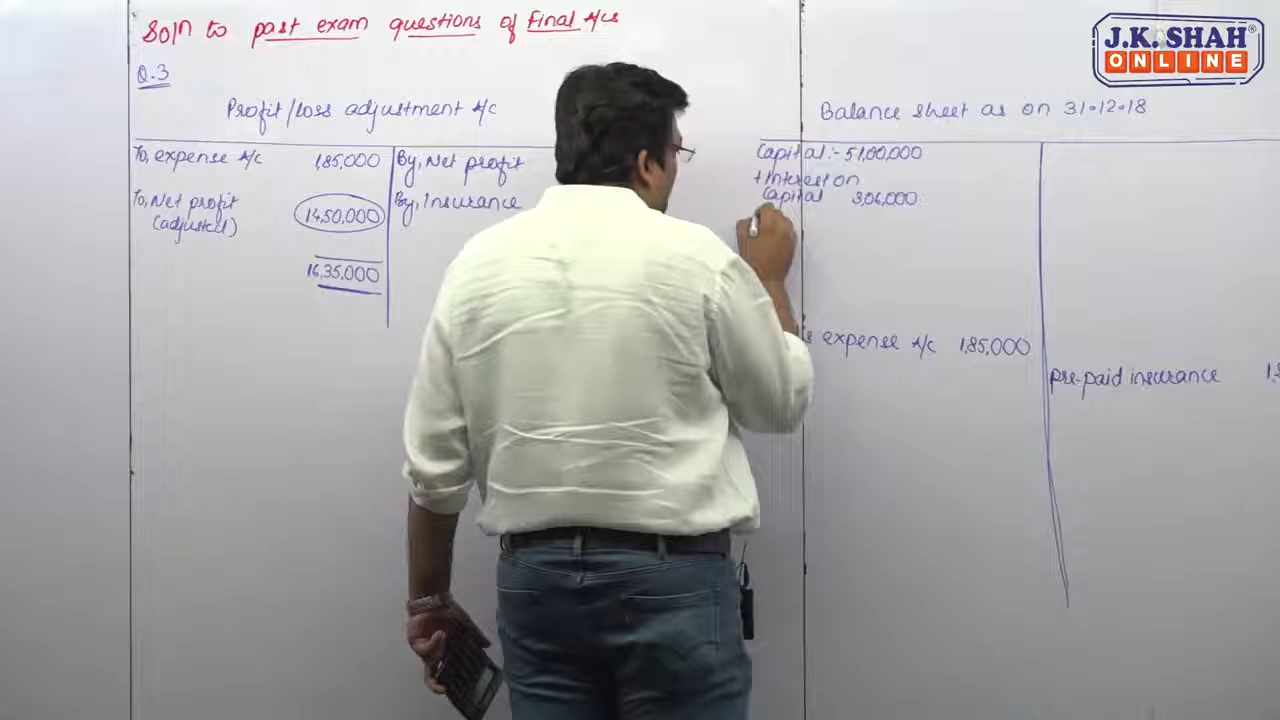 Soln to past exam questions of final A/cs
Q.3
Profit/Loss adjustment A/c
To, expense A/c 1,85,000
To, Net profit (adjusted) 14,50,000
16,35,000
By, Net profit
By, Insurance
Balance sheet as on 31.12.18
Capital :- 51,00,000
+ Interest on
Capital 3,06,000
expense A/c 1,85,000
Pre-paid insurance
J.K. SHAH®
ONLINE